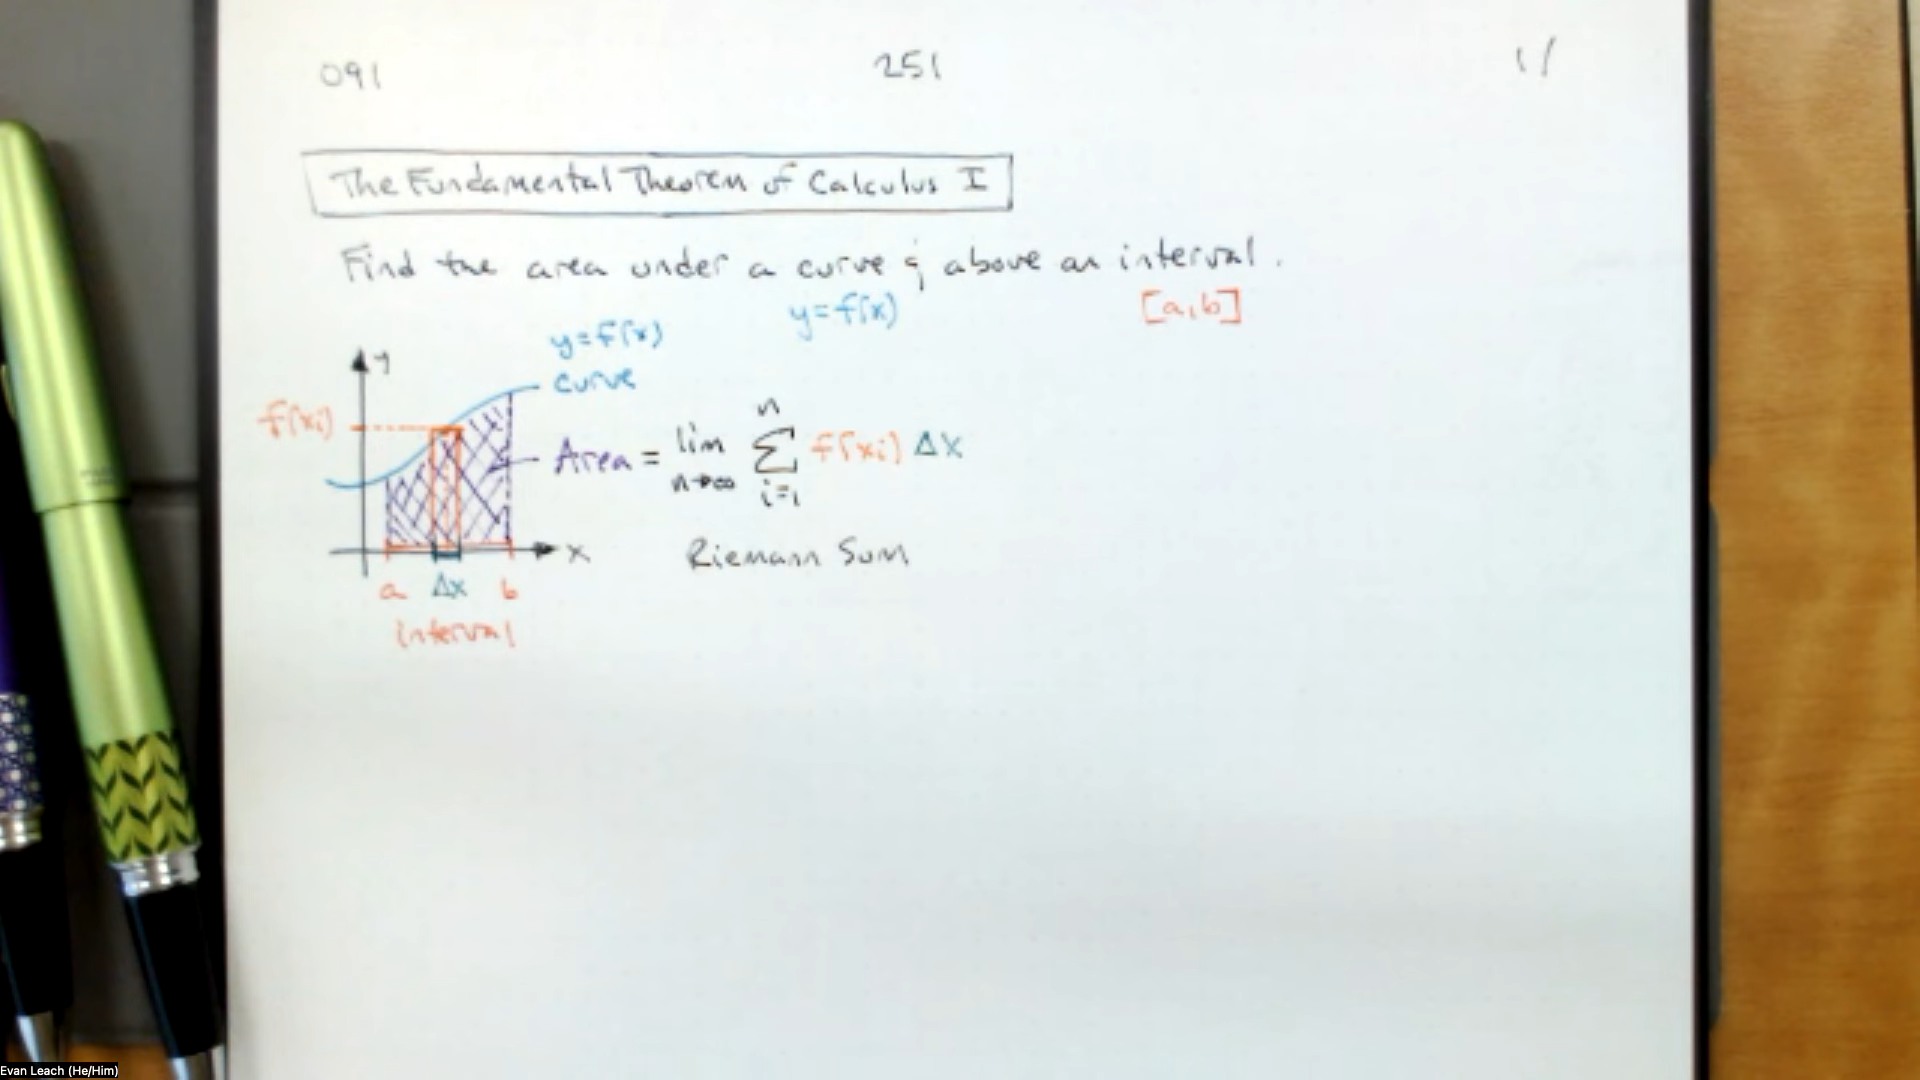 091 251 1/
The Fundamental Theorem of Calculus I
Find the area under a curve & above an interval.
y=f(x) [a,b]
y=f(x)
curve
y
f(xi)
Area = lim n→∞ n Σ i=1 f(xi) Δx
x
Riemann Sum
a Δx b
interval
Evan Leach (He/Him)